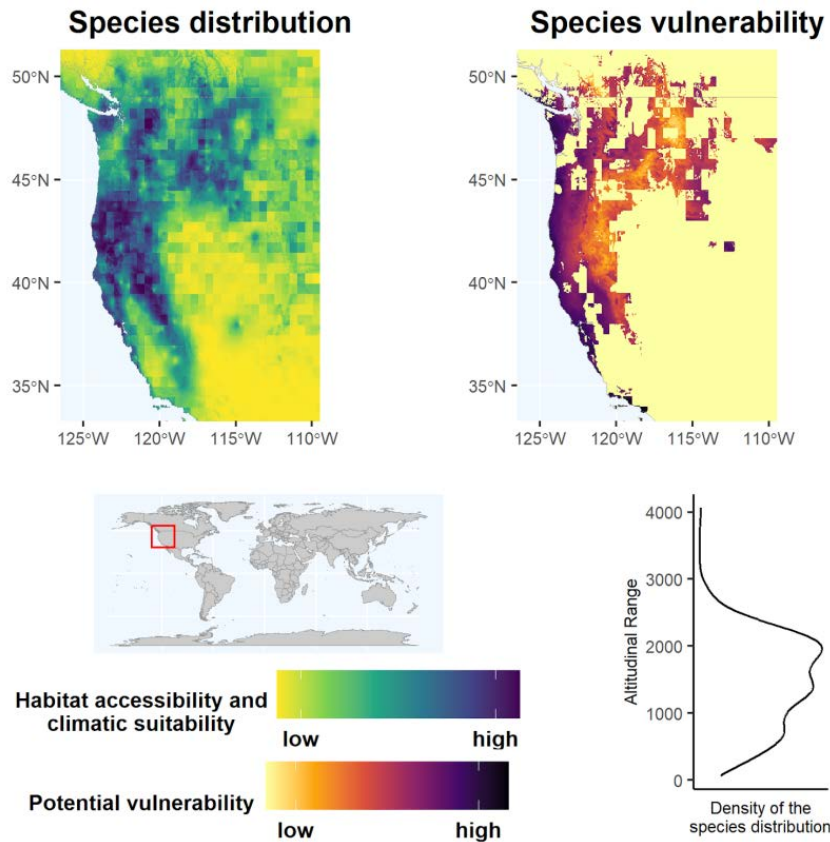 Species distribution
Species vulnerability
50°N
45°N
40°N
35°N
125°W 120°W 115°W 110°W
50°N
45°N
40°N
35°N
125°W 120°W 115°W 110°W
Habitat accessibility and
climatic suitability
low high
Potential vulnerability
low high
Altitudinal Range
4000
3000
2000
1000
0
Density of the
species distribution